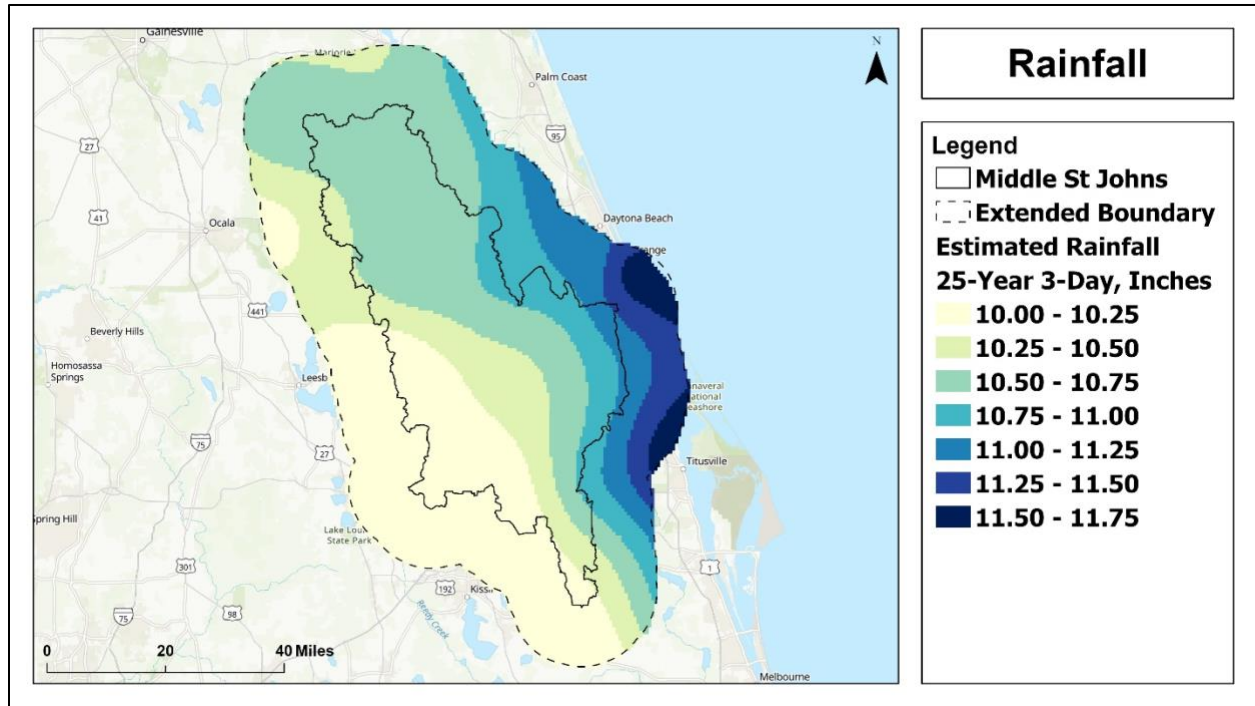 Gainesville
Marjorie
Palm Coast
N
Rainfall
95
27
Legend
Middle St Johns
Extended Boundary
Estimated Rainfall
25-Year 3-Day, Inches
10.00 - 10.25
10.25 - 10.50
10.50 - 10.75
10.75 - 11.00
11.00 - 11.25
11.25 - 11.50
11.50 - 11.75
41
Ocala
Daytona Beach
ange
441
Beverly Hills
Homosassa
Springs
Leesb
naveral
national
eashore
75
27
Titusville
Spring Hill
Lake Lou
State Park
301
1
192
Kiss
Reedy Creek
75
98
0 20 40 Miles
Melbourne